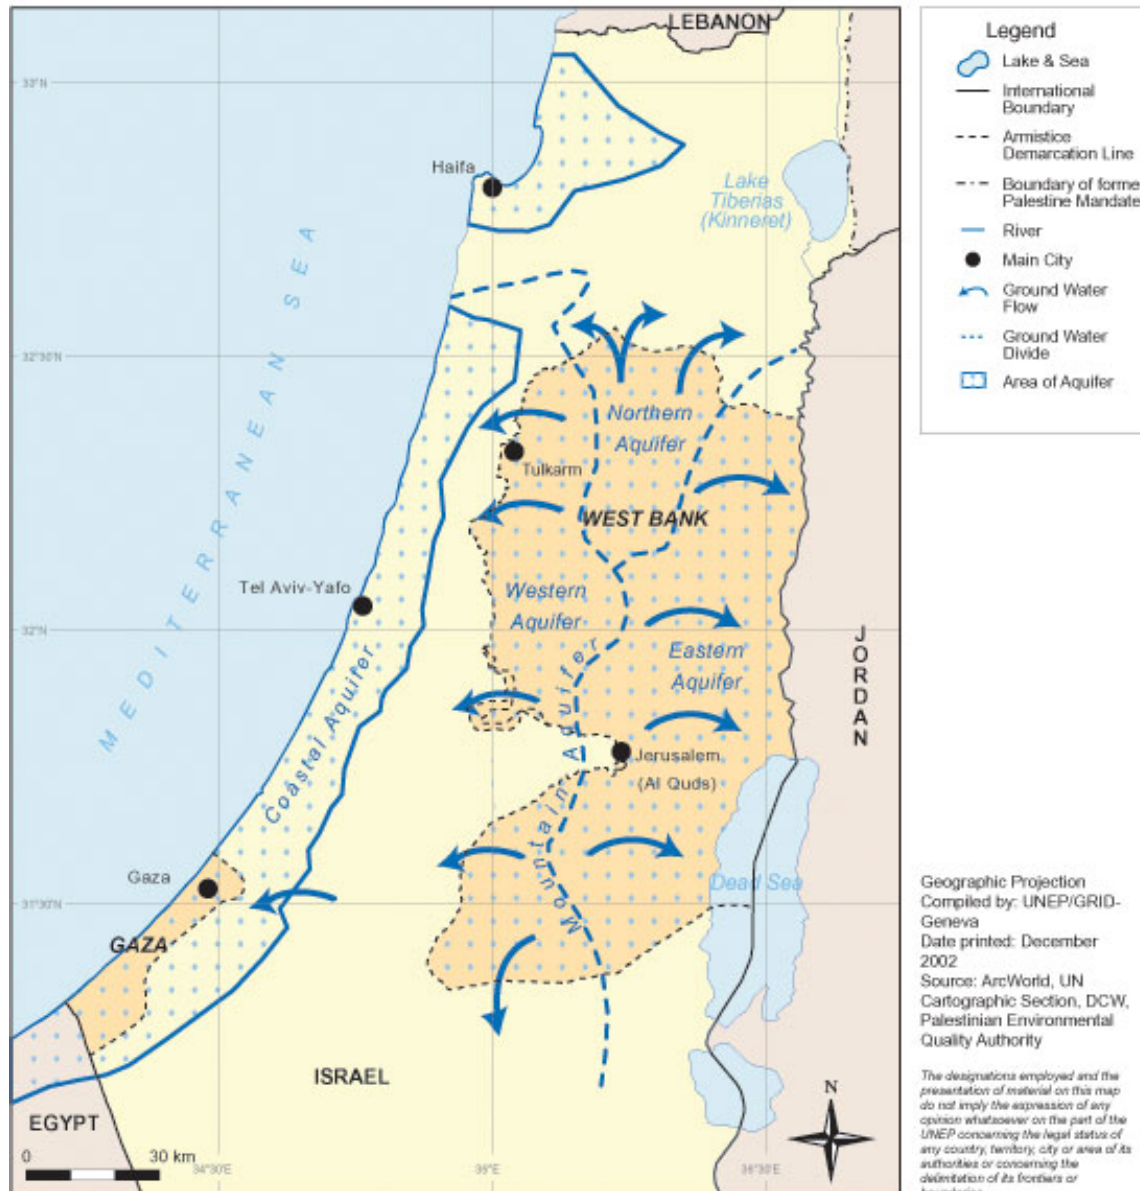 LEBANON
33°N
Haifa
Lake
Tiberias
(Kinneret)
MEDITERRANEAN SEA
32°30'N
Northern
Aquifer
Tulkarm
WEST BANK
Tel Aviv-Yafo
Western
Aquifer
32°N
Eastern
Aquifer
JORDAN
Coastal Aquifer
Mountain Aquifer
Jerusalem
(Al Quds)
Gaza
Dead Sea
31°30'N
GAZA
ISRAEL
EGYPT
N
0 30 km
34°30'E
35°E
35°30'E
Legend
Lake & Sea
International
Boundary
Armistice
Demarcation Line
Boundary of forme
Palestine Mandate
River
Main City
Ground Water
Flow
Ground Water
Divide
Area of Aquifer
Geographic Projection
Compiled by: UNEP/GRID-
Geneva
Date printed: December
2002
Source: ArcWorld, UN
Cartographic Section, DCW,
Palestinian Environmental
Quality Authority
The designations employed and the
presentation of material on this map
do not imply the expression of any
opinion whatsoever on the part of the
UNEP concerning the legal status of
any country, territory, city or area of its
authorities or concerning the
delimitation of its frontiers or